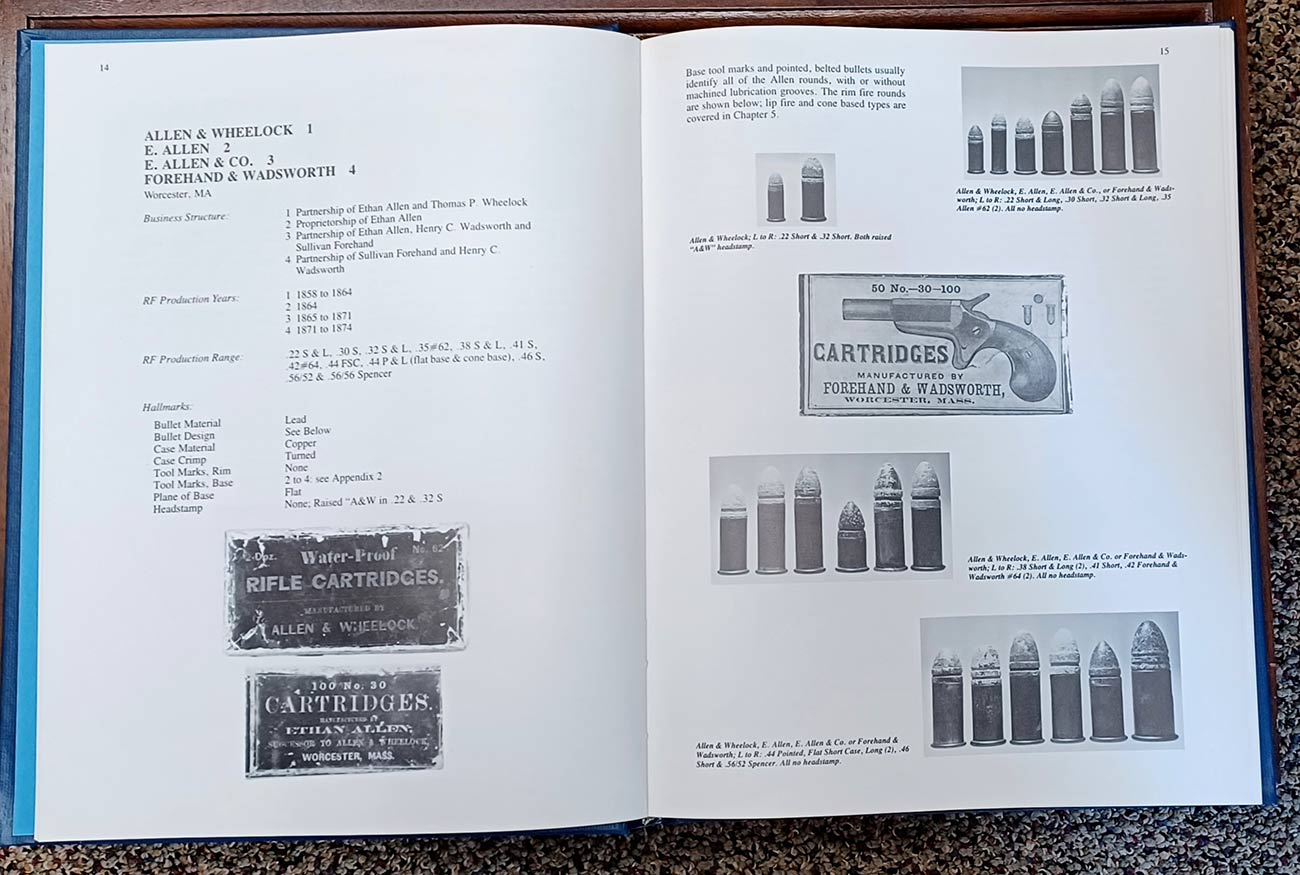 14
ALLEN & WHEELOCK 1
E. ALLEN 2
E. ALLEN & CO. 3
FOREHAND & WADSWORTH 4
Worcester, MA
Business Structure:
1 Partnership of Ethan Allen and Thomas P. Wheelock
2 Proprietorship of Ethan Allen
3 Partnership of Ethan Allen, Henry C. Wadsworth and
Sullivan Forehand
4 Partnership of Sullivan Forehand and Henry C.
Wadsworth
RF Production Years:
1 1858 to 1864
2 1864
3 1865 to 1871
4 1871 to 1874
RF Production Range:
.22 S & L, .30 S, .32 S & L, .35#62, .38 S & L, .41 S,
.42#64, .44 FSC, .44 P & L (flat base & cone base), .46 S,
.56/52 & .56/56 Spencer
Hallmarks:
Bullet Material Lead
Bullet Design See Below
Case Material Copper
Case Crimp Turned
Tool Marks, Rim None
Tool Marks, Base 2 to 4: see Appendix 2
Plane of Base Flat
Headstamp None; Raised "A&W in .22 & .32 S
2-Doz. Water-Proof No. 62
RIFLE CARTRIDGES.
MANUFACTURED BY
ALLEN & WHEELOCK
100 No. 30
CARTRIDGES.
MANUFACTURED BY
ETHAN ALLEN,
SUCCESSOR TO ALLEN & WHEELOCK,
WORCESTER, MASS.
15
Base tool marks and pointed, belted bullets usually
identify all of the Allen rounds, with or without
machined lubrication grooves. The rim fire rounds
are shown below; lip fire and cone based types are
covered in Chapter 5.
Allen & Wheelock, E. Allen, E. Allen & Co., or Forehand & Wads-
worth; L to R: .22 Short & Long, .30 Short, .32 Short & Long, .35
Allen #62 (2). All no headstamp.
Allen & Wheelock; L to R: .22 Short & .32 Short. Both raised
"A&W" headstamp.
50 No.—30—100
CARTRIDGES
MANUFACTURED BY
FOREHAND & WADSWORTH,
WORCESTER, MASS.
Allen & Wheelock, E. Allen, E. Allen & Co. or Forehand & Wads-
worth; L to R: .38 Short & Long (2), .41 Short, .42 Forehand &
Wadsworth #64 (2). All no headstamp.
Allen & Wheelock, E. Allen, E. Allen & Co. or Forehand &
Wadsworth; L to R: .44 Pointed, Flat Short Case, Long (2), .46
Short & .56/52 Spencer. All no headstamp.